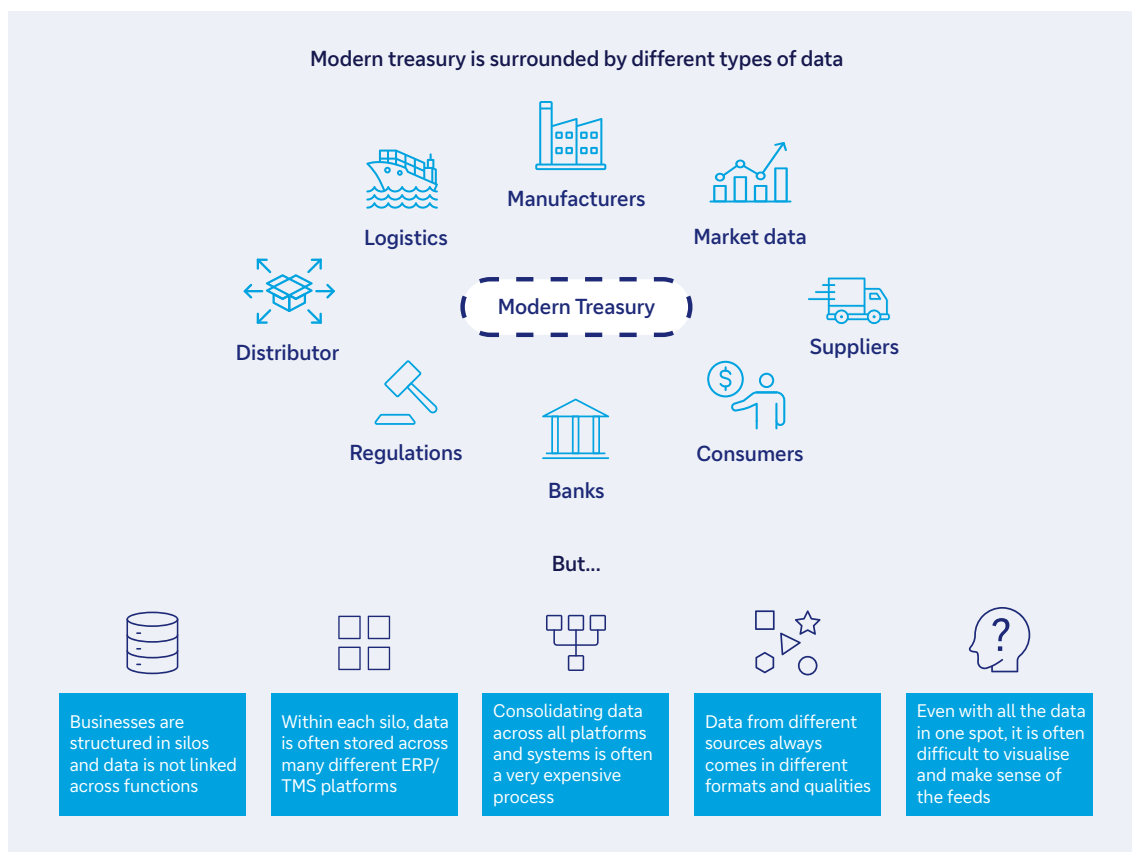 Modern treasury is surrounded by different types of data
Manufacturers
Logistics
Market data
Modern Treasury
Distributor
Suppliers
Regulations
Consumers
Banks
$
But...
?
Businesses are
structured in silos
and data is not linked
across functions
Within each silo, data
is often stored across
many different ERP/
TMS platforms
Consolidating data
across all platforms
and systems is often
a very expensive
process
Data from different
sources always
comes in different
formats and qualities
Even with all the data
in one spot, it is often
difficult to visualise
and make sense of
the feeds